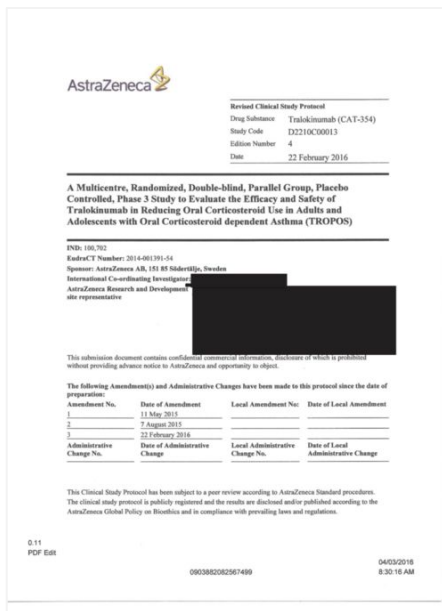 AstraZeneca
Revised Clinical Study Protocol
Drug Substance Tralokinumab (CAT-354)
Study Code D2210C00013
Edition Number 4
Date 22 February 2016
A Multicentre, Randomized, Double-blind, Parallel Group, Placebo
Controlled, Phase 3 Study to Evaluate the Efficacy and Safety of
Tralokinumab in Reducing Oral Corticosteroid Use in Adults and
Adolescents with Oral Corticosteroid dependent Asthma (TROPOS)
IND: 100,702
EudraCT Number: 2014-001391-54
Sponsor: AstraZeneca AB, 151 85 Södertälje, Sweden
International Co-ordinating Investigator:
AstraZeneca Research and Development
site representative
This submission document contains confidential commercial information, disclosure of which is prohibited
without providing advance notice to AstraZeneca and opportunity to object.
The following Amendment(s) and Administrative Changes have been made to this protocol since the date of
preparation:
Amendment No. Date of Amendment Local Amendment No: Date of Local Amendment
1 11 May 2015
2 7 August 2015
3 22 February 2016
Administrative Change No. Date of Administrative Change Local Administrative Change No. Date of Local Administrative Change
This Clinical Study Protocol has been subject to a peer review according to AstraZeneca Standard procedures.
The clinical study protocol is publicly registered and the results are disclosed and/or published according to the
AstraZeneca Global Policy on Bioethics and in compliance with prevailing laws and regulations.
0.11
PDF Edit
0903882082567499
04/03/2016
8:30:16 AM